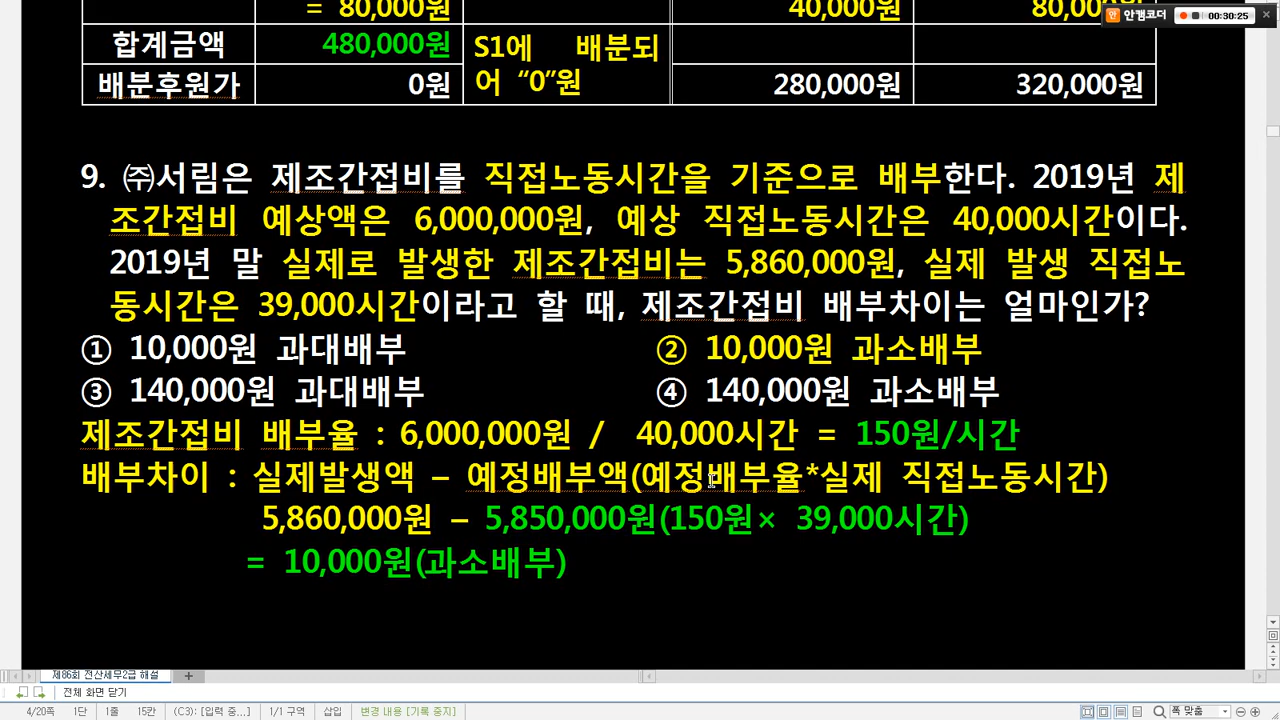 = 80,000원 40,000원 80,000원
안캠코더 00:30:25
합계금액 480,000원 S1에 배분되
배분후원가 0원 어 “0”원 280,000원 320,000원
9. ㈜서림은 제조간접비를 직접노동시간을 기준으로 배부한다. 2019년 제
조간접비 예상액은 6,000,000원, 예상 직접노동시간은 40,000시간이다.
2019년 말 실제로 발생한 제조간접비는 5,860,000원, 실제 발생 직접노
동시간은 39,000시간이라고 할 때, 제조간접비 배부차이는 얼마인가?
① 10,000원 과대배부 ② 10,000원 과소배부
③ 140,000원 과대배부 ④ 140,000원 과소배부
제조간접비 배부율 : 6,000,000원 / 40,000시간 = 150원/시간
배부차이 : 실제발생액 – 예정배부액(예정배부율*실제 직접노동시간)
5,860,000원 – 5,850,000원(150원× 39,000시간)
= 10,000원(과소배부)
제86회 전산세무2급 해설
전체 화면 닫기
4/20쪽 1단 1줄 15칸 (C3): [입력 중...] 1/1 구역 삽입 변경 내용 [기록 중지] 폭 맞춤